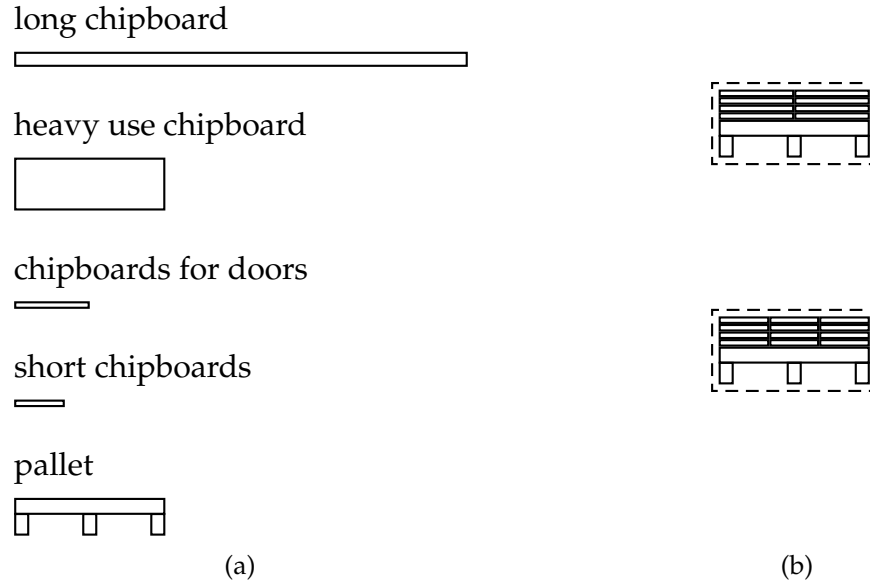 long chipboard
heavy use chipboard
chipboards for doors
short chipboards
pallet
(a)
(b)